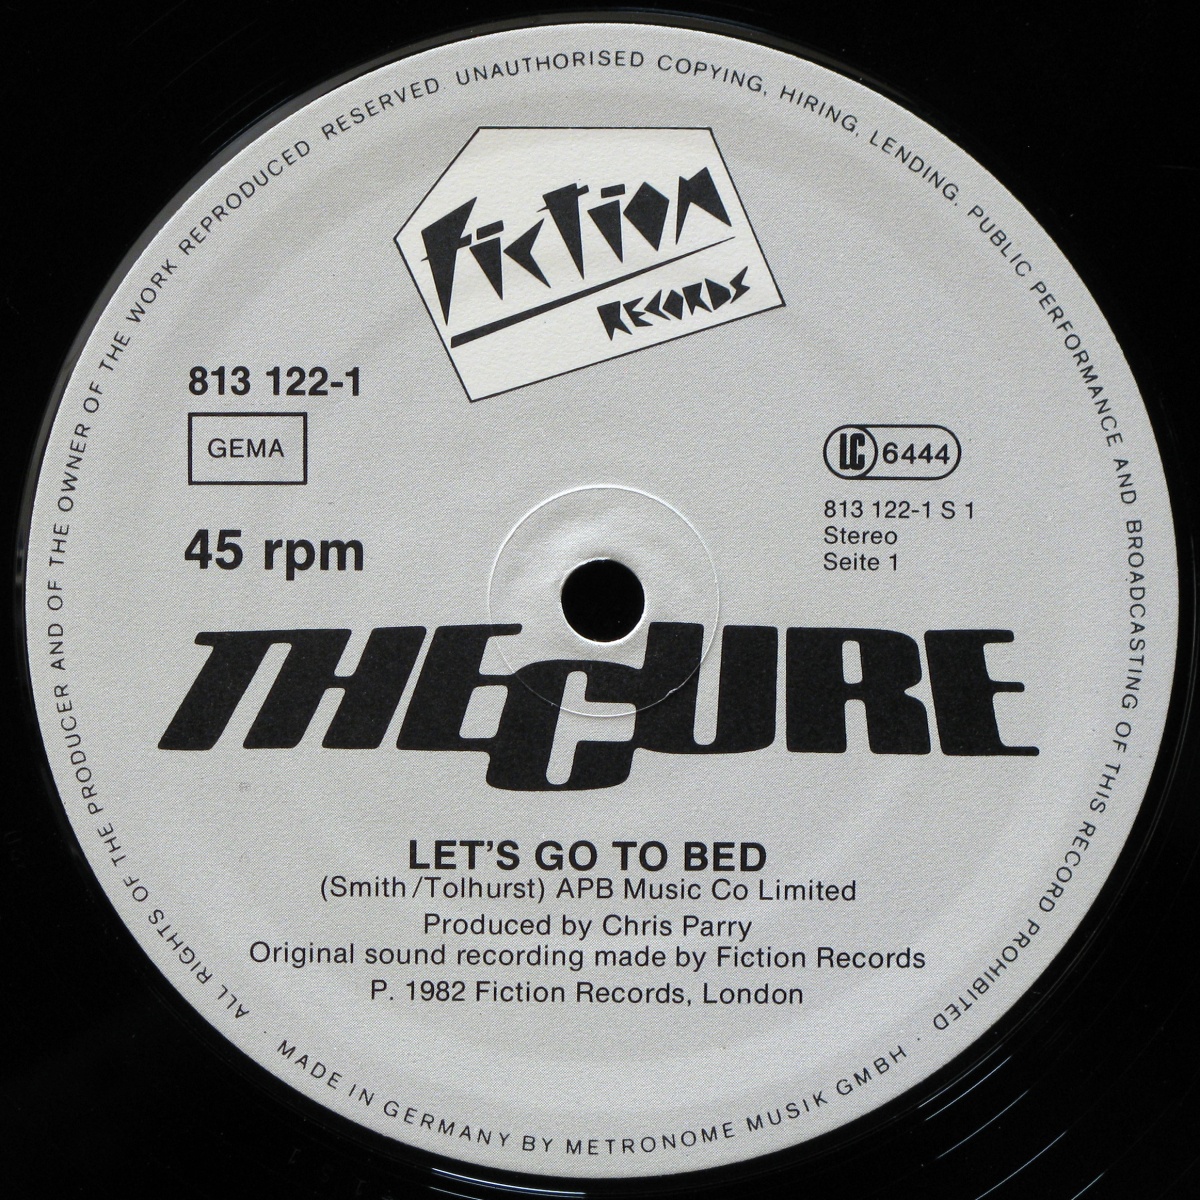 ALL RIGHTS OF THE PRODUCER AND OF THE OWNER OF THE WORK REPRODUCED RESERVED UNAUTHORISED COPYING, HIRING, LENDING, PUBLIC PERFORMANCE AND BROADCASTING OF THIS RECORD PROHIBITED ·
Fiction
RECORDS
813 122-1
GEMA
45 rpm
LC 6444
813 122-1 S 1
Stereo
Seite 1
THE CURE
LET'S GO TO BED
(Smith/Tolhurst) APB Music Co Limited
Produced by Chris Parry
Original sound recording made by Fiction Records
P. 1982 Fiction Records, London
MADE IN GERMANY BY METRONOME MUSIK GMBH ·